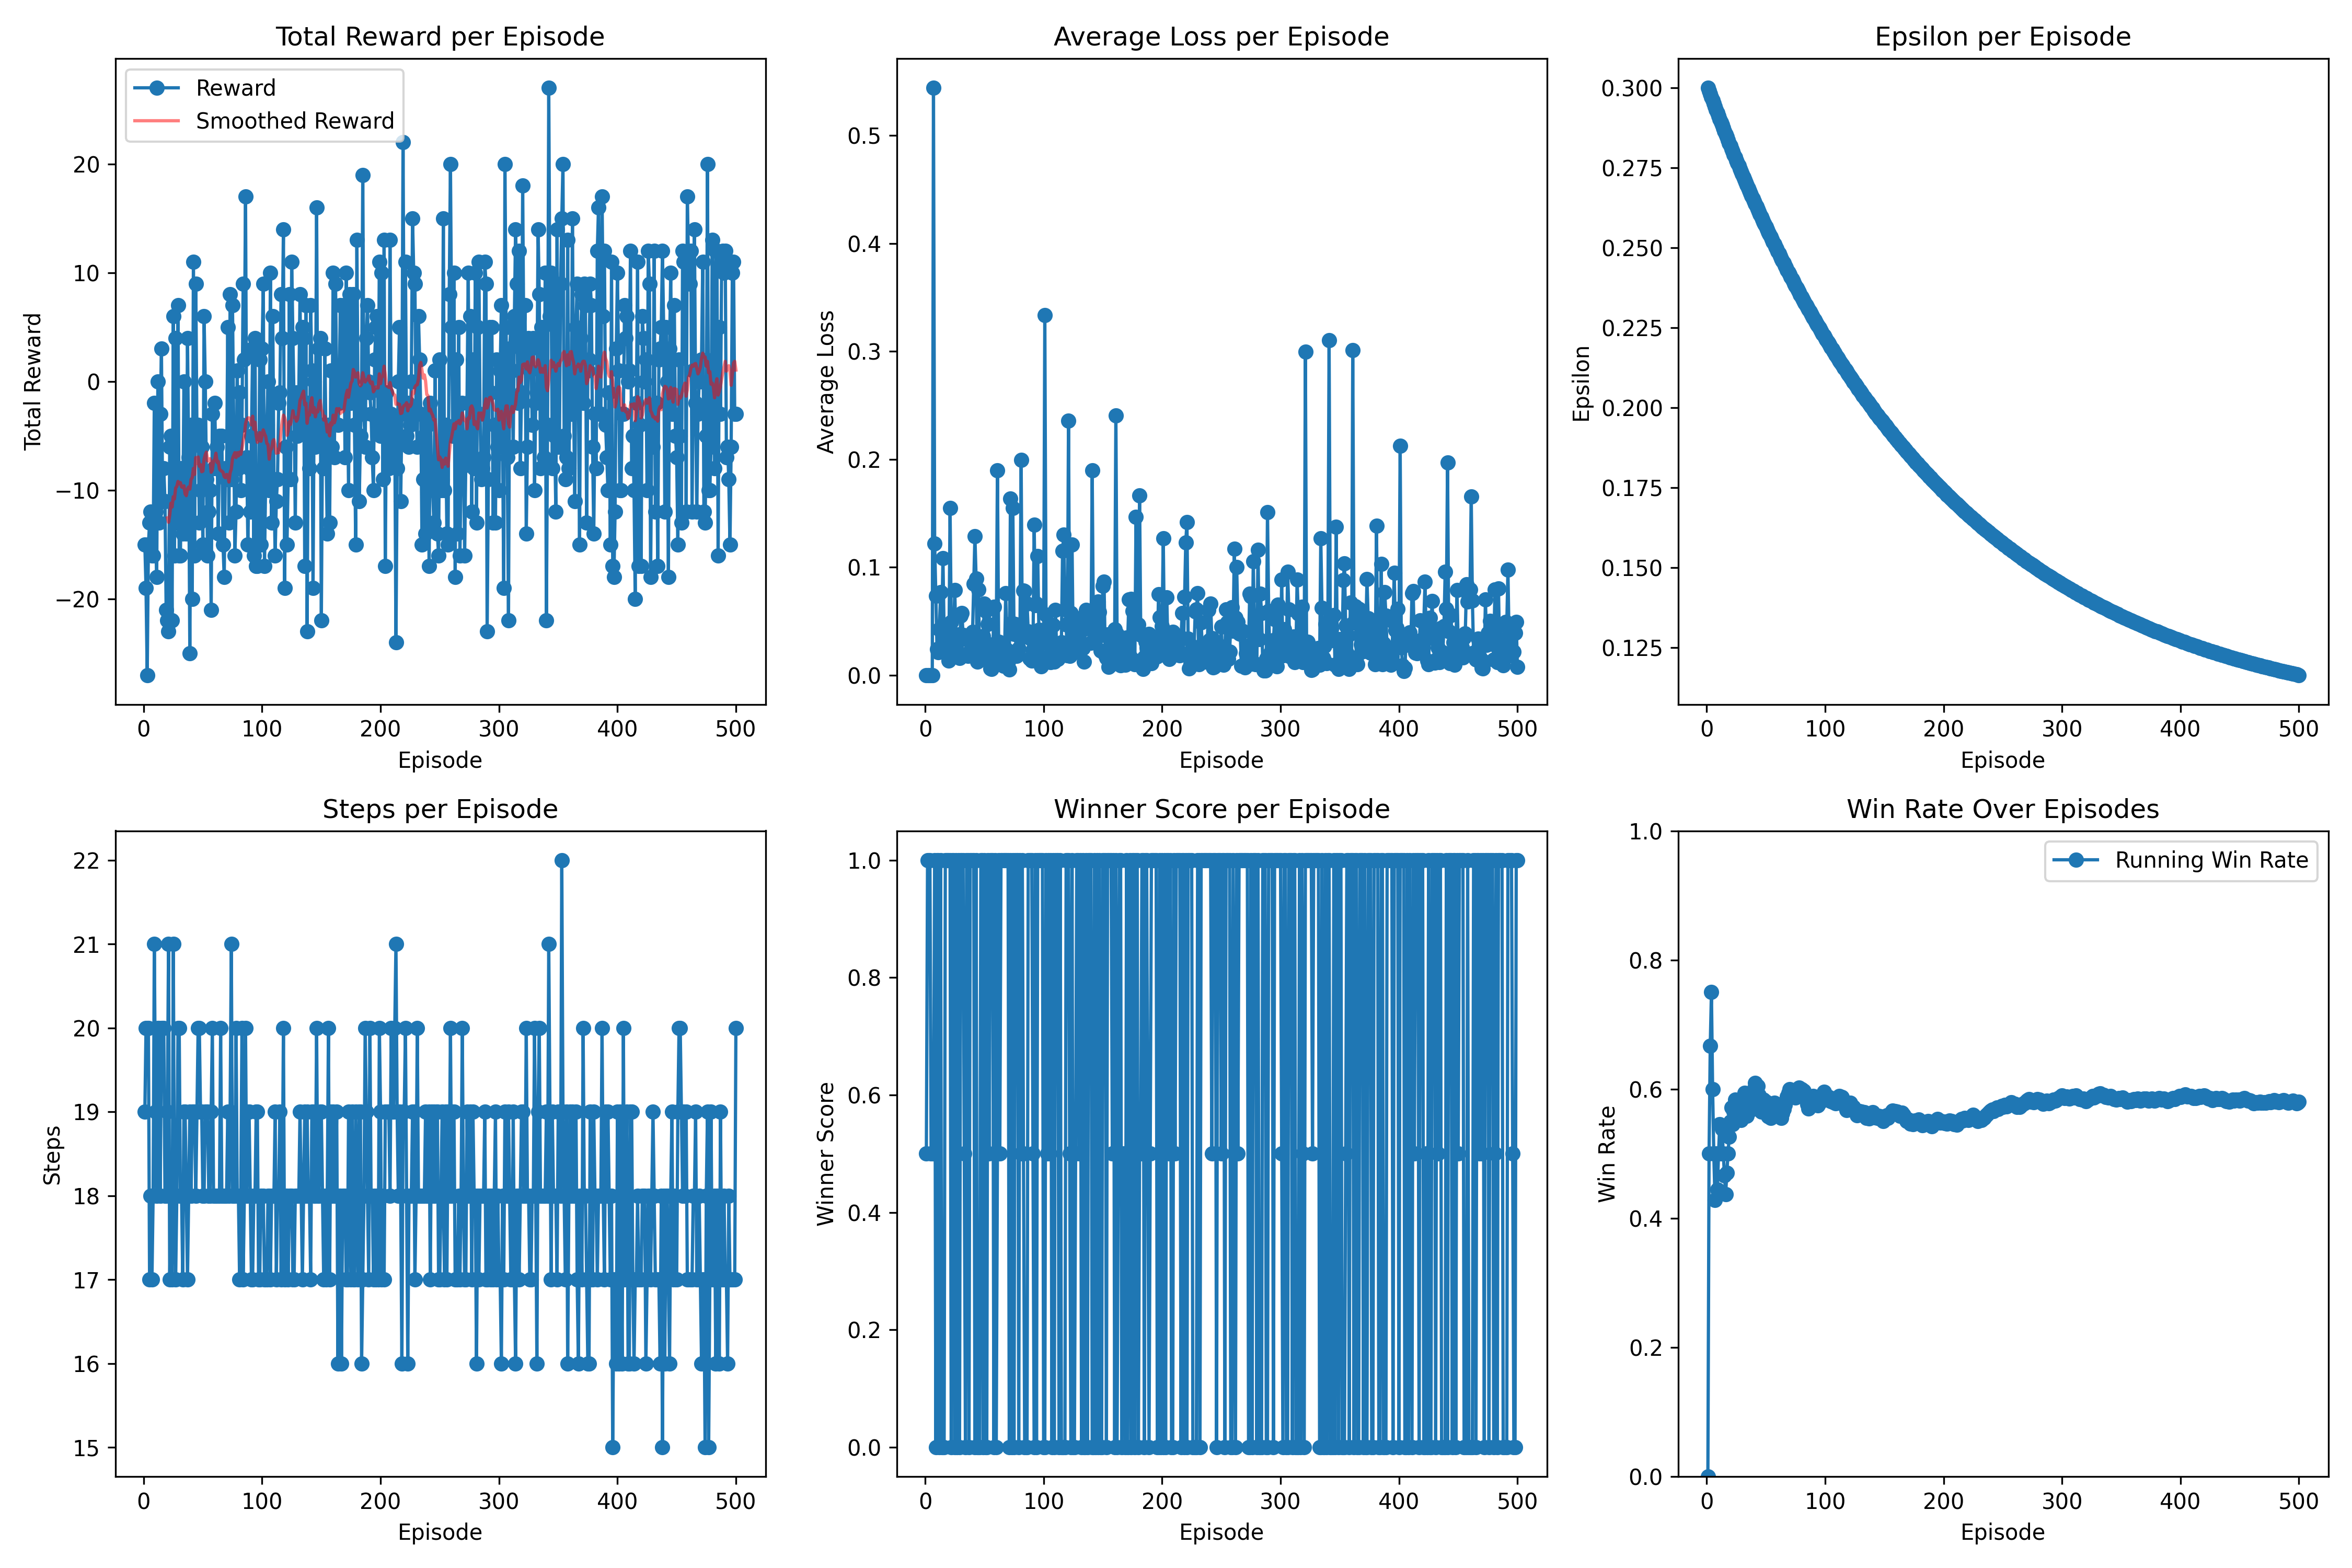 Total Reward per Episode
Reward
Smoothed Reward
20
10
0
−10
−20
Total Reward
0 100 200 300 400 500
Episode
Average Loss per Episode
0.5
0.4
0.3
0.2
0.1
0.0
Average Loss
0 100 200 300 400 500
Episode
Epsilon per Episode
0.300
0.275
0.250
0.225
0.200
0.175
0.150
0.125
Epsilon
0 100 200 300 400 500
Episode
Steps per Episode
22
21
20
19
18
17
16
15
Steps
0 100 200 300 400 500
Episode
Winner Score per Episode
1.0
0.8
0.6
0.4
0.2
0.0
Winner Score
0 100 200 300 400 500
Episode
Win Rate Over Episodes
Running Win Rate
1.0
0.8
0.6
0.4
0.2
0.0
Win Rate
0 100 200 300 400 500
Episode